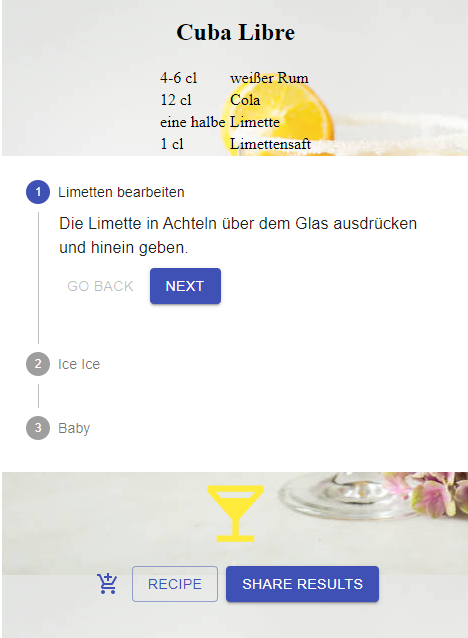 Cuba Libre
4-6 cl weißer Rum
12 cl Cola
eine halbe Limette
1 cl Limettensaft
1 Limetten bearbeiten
Die Limette in Achteln über dem Glas ausdrücken
und hinein geben.
GO BACK NEXT
2 Ice Ice
3 Baby
RECIPE SHARE RESULTS